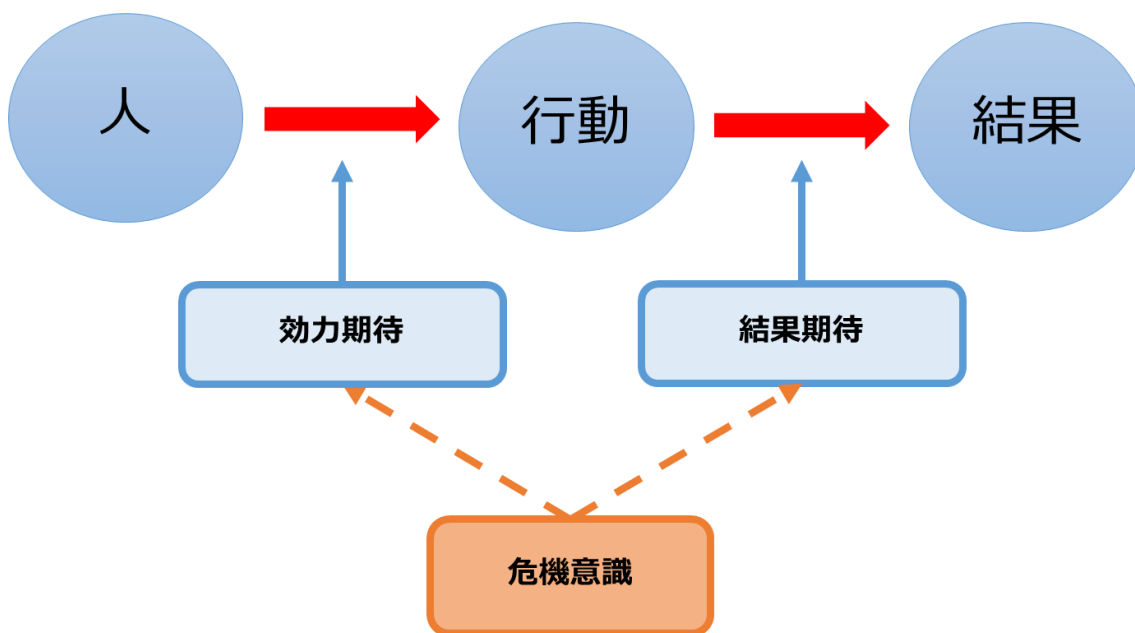 人
行動
結果
効力期待
結果期待
危機意識